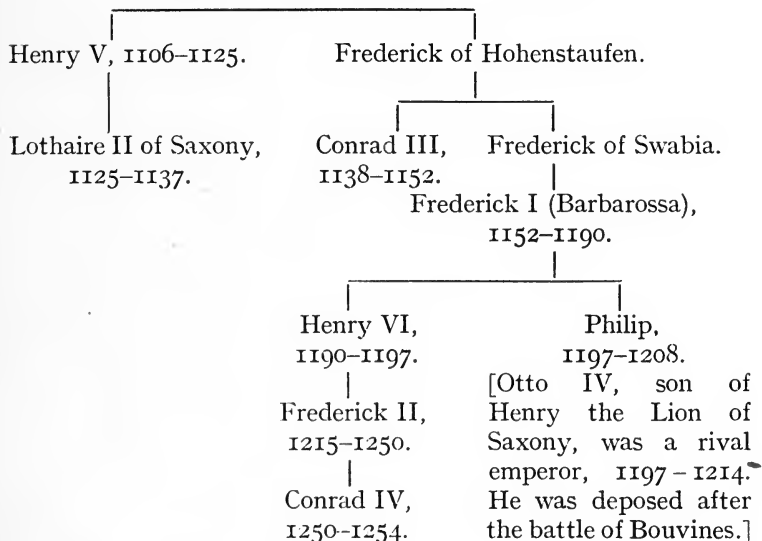 Henry V, 1106–1125.
Frederick of Hohenstaufen.
Lothaire II of Saxony,
1125–1137.
Conrad III,
1138–1152.
Frederick of Swabia.
Frederick I (Barbarossa),
1152–1190.
Henry VI,
1190–1197.
Frederick II,
1215–1250.
Conrad IV,
1250–1254.
Philip,
1197–1208.
[Otto IV, son of
Henry the Lion of
Saxony, was a rival
emperor, 1197–1214.
He was deposed after
the battle of Bouvines.]